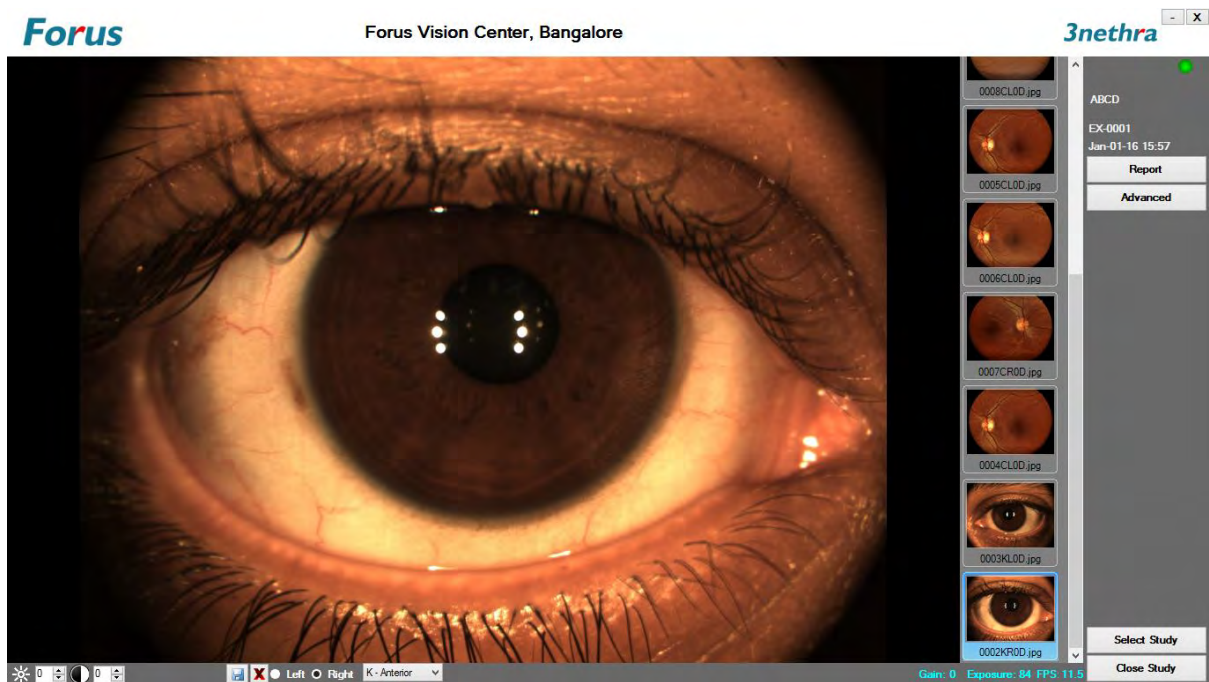 Forus
Forus Vision Center, Bangalore
3nethra
- X
0008CL0D.jpg
0005CL0D.jpg
0006CL0D.jpg
0007CR0D.jpg
0004CL0D.jpg
0003KL0D.jpg
0002KR0D.jpg
ABCD
EX-0001
Jan-01-16 15:57
Report
Advanced
Select Study
Close Study
0 0 X Left Right K - Anterior Gain: 0 Exposure: 84 FPS 11.5